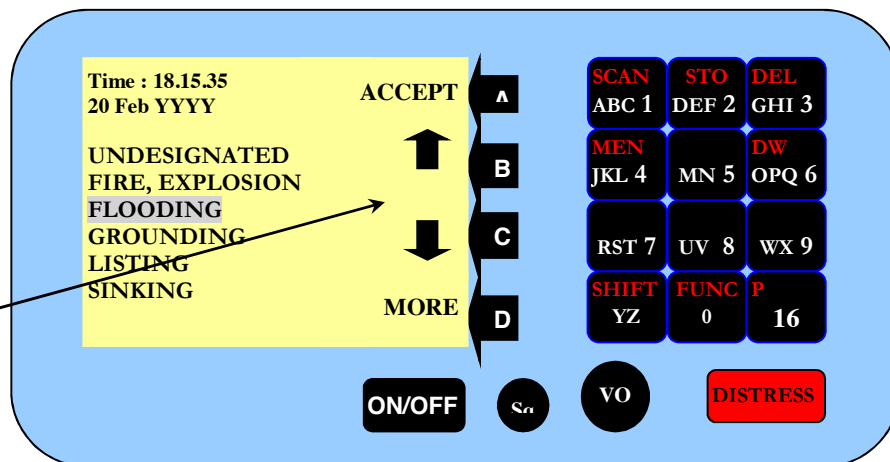 Time : 18.15.35
20 Feb YYYY
ACCEPT
UNDESIGNATED
FIRE, EXPLOSION
FLOODING
GROUNDING
LISTING
SINKING
MORE
A
B
C
D
SCAN STO DEL
ABC 1 DEF 2 GHI 3
MEN DW
JKL 4 MN 5 OPQ 6
RST 7 UV 8 WX 9
SHIFT FUNC P
YZ 0 16
ON/OFF
Sq
VO
DISTRESS